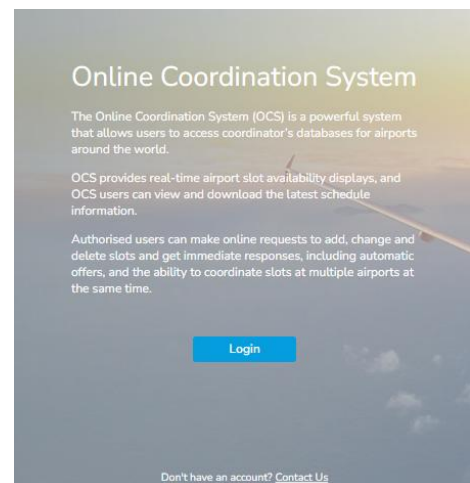 Online Coordination System
The Online Coordination System (OCS) is a powerful system
that allows users to access coordinator's databases for airports
around the world.
OCS provides real-time airport slot availability displays, and
OCS users can view and download the latest schedule
information.
Authorised users can make online requests to add, change and
delete slots and get immediate responses, including automatic
offers, and the ability to coordinate slots at multiple airports at
the same time.
Login
Don't have an account? Contact Us